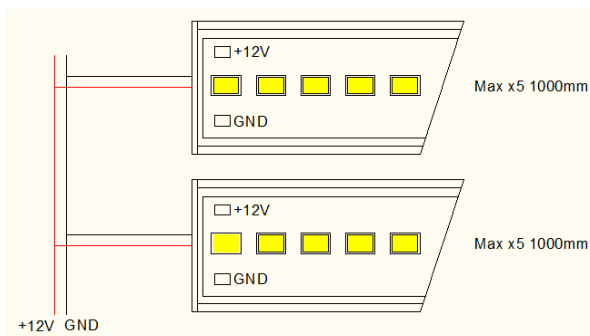 +12V
Max x5 1000mm
GND
+12V
Max x5 1000mm
GND
+12V GND